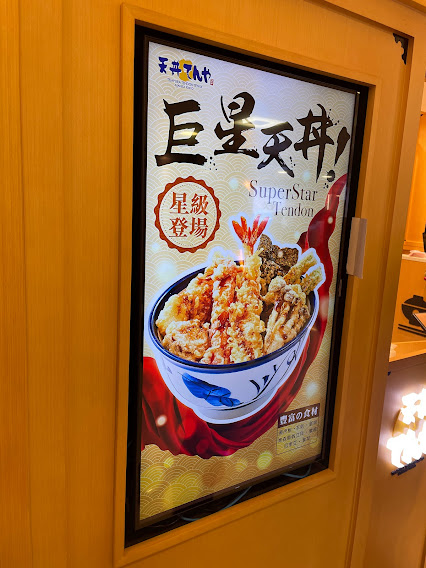 天丼てんや
巨星天丼！
SuperStar
Tendon
星級
登場
豐富の食材